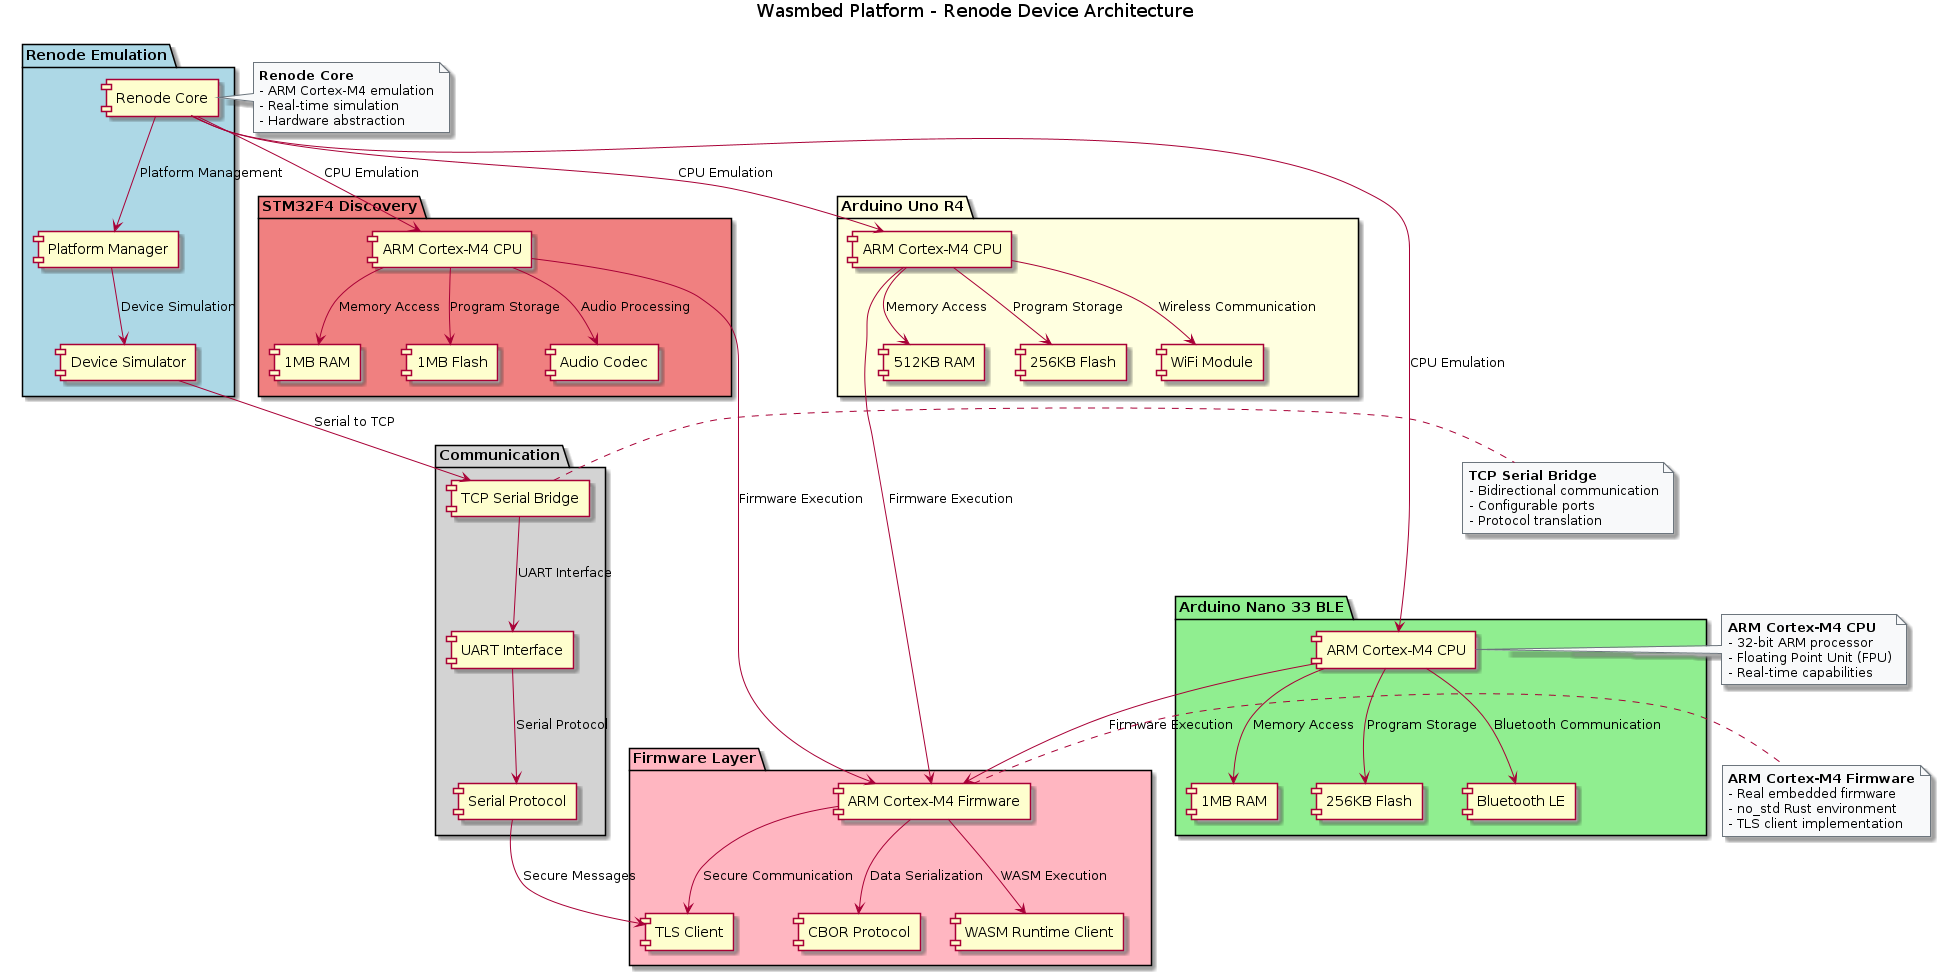 Wasmbed Platform - Renode Device Architecture
Renode Emulation
Renode Core
Renode Core
- ARM Cortex-M4 emulation
- Real-time simulation
- Hardware abstraction
Platform Management
CPU Emulation
CPU Emulation
STM32F4 Discovery
Arduino Uno R4
Platform Manager
ARM Cortex-M4 CPU
ARM Cortex-M4 CPU
Device Simulation
Memory Access
Program Storage
Audio Processing
Memory Access
Program Storage
Wireless Communication
Device Simulator
1MB RAM
1MB Flash
Audio Codec
512KB RAM
256KB Flash
WiFi Module
CPU Emulation
Serial to TCP
Communication
TCP Serial Bridge
Firmware Execution
Firmware Execution
TCP Serial Bridge
- Bidirectional communication
- Configurable ports
- Protocol translation
UART Interface
Arduino Nano 33 BLE
UART Interface
ARM Cortex-M4 CPU
ARM Cortex-M4 CPU
- 32-bit ARM processor
- Floating Point Unit (FPU)
- Real-time capabilities
Serial Protocol
Firmware Execution
Memory Access
Program Storage
Bluetooth Communication
Firmware Layer
Serial Protocol
ARM Cortex-M4 Firmware
1MB RAM
256KB Flash
Bluetooth LE
ARM Cortex-M4 Firmware
- Real embedded firmware
- no_std Rust environment
- TLS client implementation
Secure Messages
Secure Communication
Data Serialization
WASM Execution
TLS Client
CBOR Protocol
WASM Runtime Client